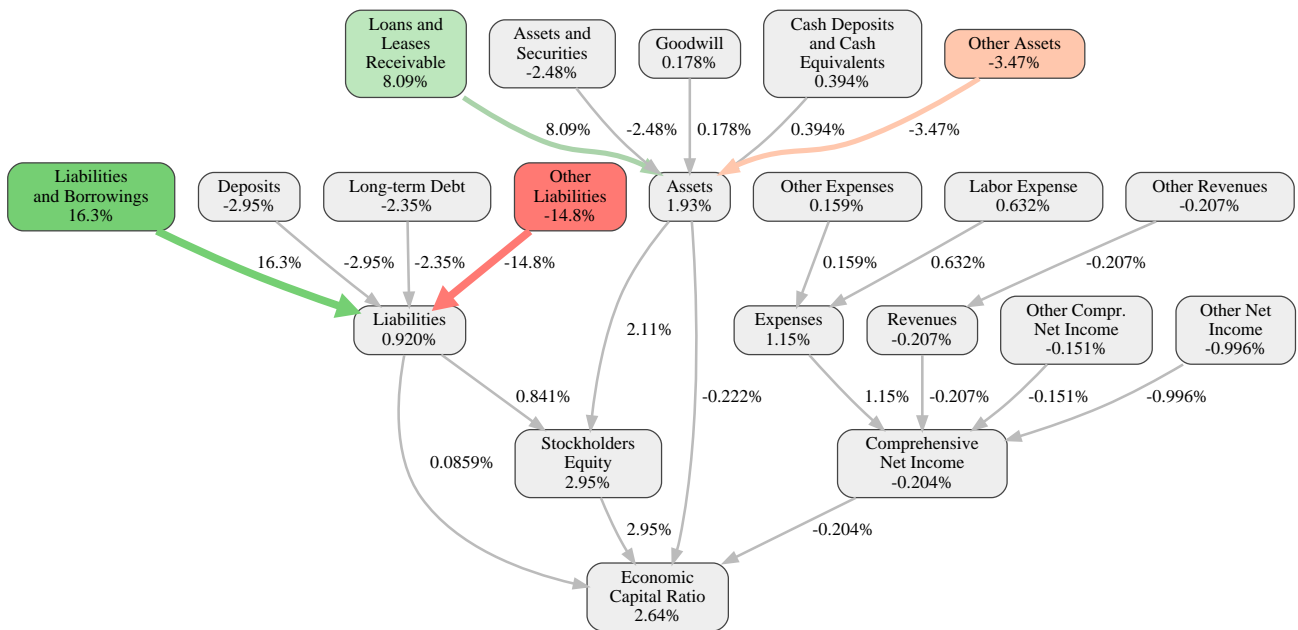 Loans and
Leases
Receivable
8.09%
Assets and
Securities
-2.48%
Goodwill
0.178%
Cash Deposits
and Cash
Equivalents
0.394%
Other Assets
-3.47%
8.09%
-2.48%
0.178%
0.394%
-3.47%
Liabilities
and Borrowings
16.3%
Deposits
-2.95%
Long-term Debt
-2.35%
Other
Liabilities
-14.8%
Assets
1.93%
Other Expenses
0.159%
Labor Expense
0.632%
Other Revenues
-0.207%
16.3%
-2.95%
-2.35%
-14.8%
0.159%
0.632%
-0.207%
Liabilities
0.920%
2.11%
Expenses
1.15%
Revenues
-0.207%
Other Compr.
Net Income
-0.151%
Other Net
Income
-0.996%
0.841%
-0.222%
1.15%
-0.207%
-0.151%
-0.996%
0.0859%
Stockholders
Equity
2.95%
Comprehensive
Net Income
-0.204%
2.95%
-0.204%
Economic
Capital Ratio
2.64%